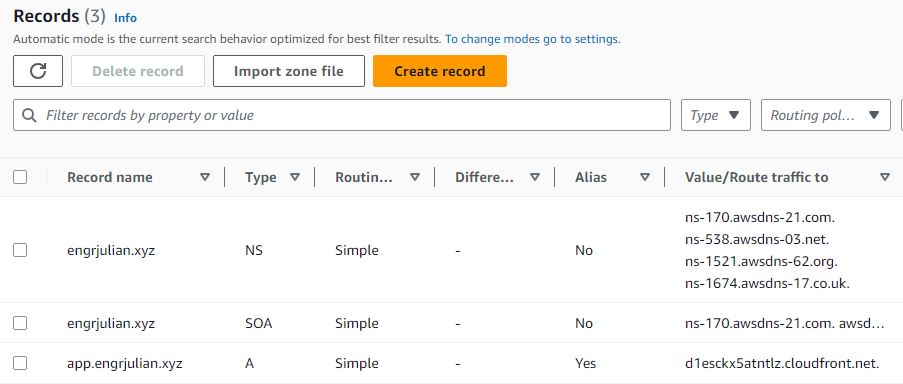 Records (3) Info
Automatic mode is the current search behavior optimized for best filter results. To change modes go to settings.
Delete record Import zone file Create record
Filter records by property or value Type Routing pol...
Record name Type Routin... Differe... Alias Value/Route traffic to
engrjulian.xyz NS Simple - No ns-170.awsdns-21.com.
ns-538.awsdns-03.net.
ns-1521.awsdns-62.org.
ns-1674.awsdns-17.co.uk.
engrjulian.xyz SOA Simple - No ns-170.awsdns-21.com. awsd...
app.engrjulian.xyz A Simple - Yes d1esckx5atntlz.cloudfront.net.